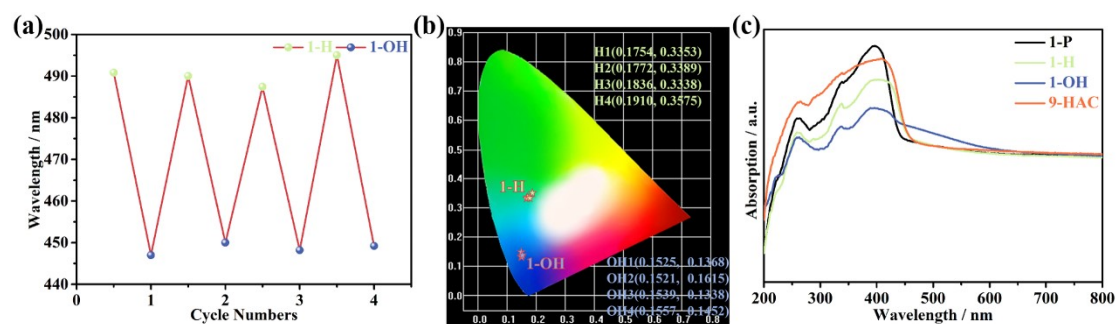 (a)
500
490
480
470
460
450
440
Wavelength / nm
1-H 1-OH
1 2 3 4
Cycle Numbers
(b)
0.9
0.8
0.7
0.6
0.5
0.4
0.3
0.2
0.1
0.0
H1(0.1754, 0.3353)
H2(0.1772, 0.3389)
H3(0.1836, 0.3338)
H4(0.1910, 0.3575)
1-H
1-OH
OH1(0.1525, 0.1368)
OH2(0.1521, 0.1615)
OH3(0.1539, 0.1338)
OH4(0.1557, 0.1452)
0.0 0.1 0.2 0.3 0.4 0.5 0.6 0.7 0.8
(c)
Absorption / a.u.
1-P
1-H
1-OH
9-HAC
200 300 400 500 600 700 800
Wavelength / nm